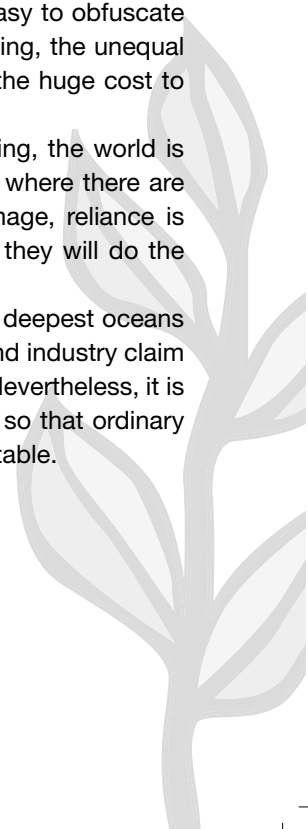 asy to obfuscate
ing, the unequal
the huge cost to
ing, the world is
where there are
nage, reliance is
they will do the
deepest oceans
nd industry claim
Nevertheless, it is
so that ordinary
table.